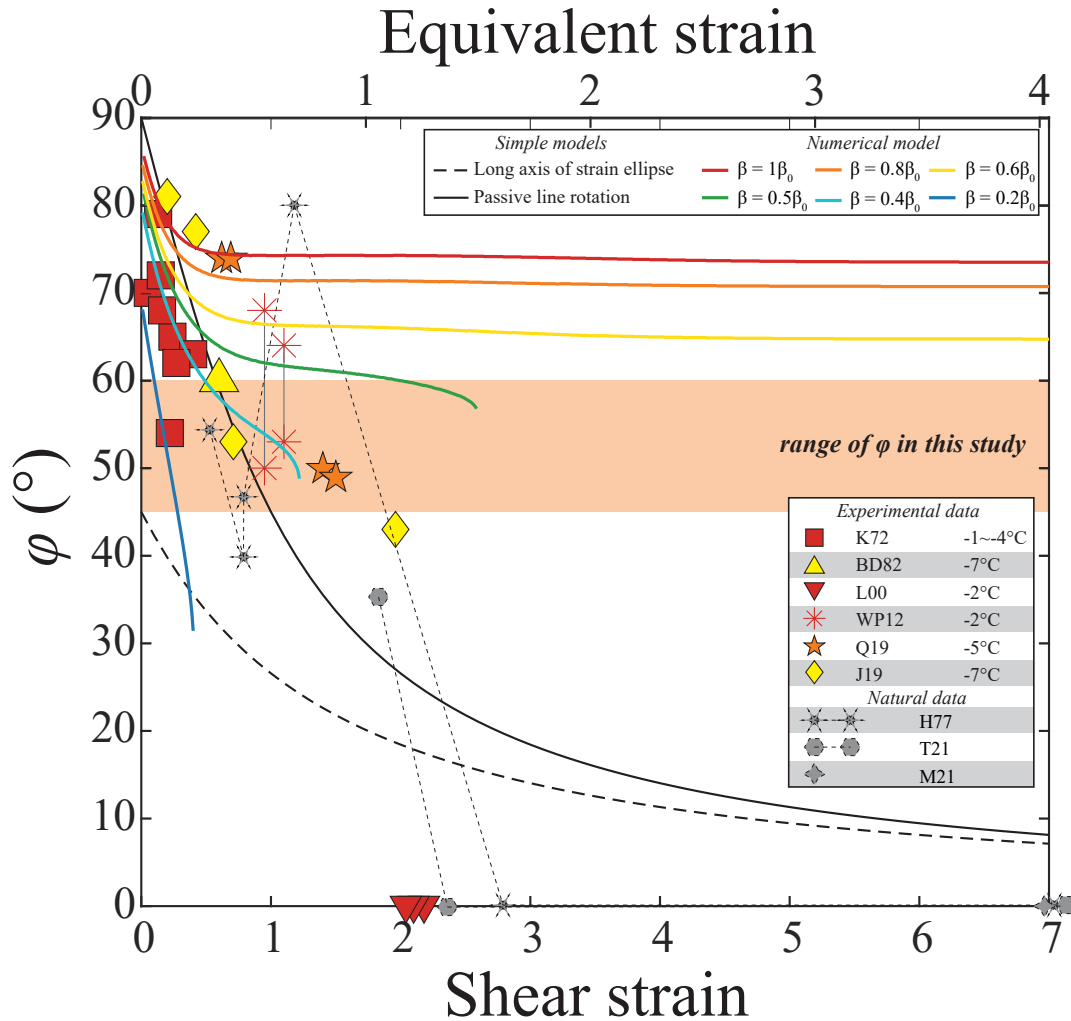 Equivalent strain
0 1 2 3 4
90
80
70
60
50
40
30
20
10
0
φ (°)
Simple models
Long axis of strain ellipse
Passive line rotation
Numerical model
β = 1β₀ β = 0.8β₀ β = 0.6β₀
β = 0.5β₀ β = 0.4β₀ β = 0.2β₀
range of φ in this study
Experimental data
K72 -1~-4°C
BD82 -7°C
L00 -2°C
WP12 -2°C
Q19 -5°C
J19 -7°C
Natural data
H77
T21
M21
0 1 2 3 4 5 6 7
Shear strain